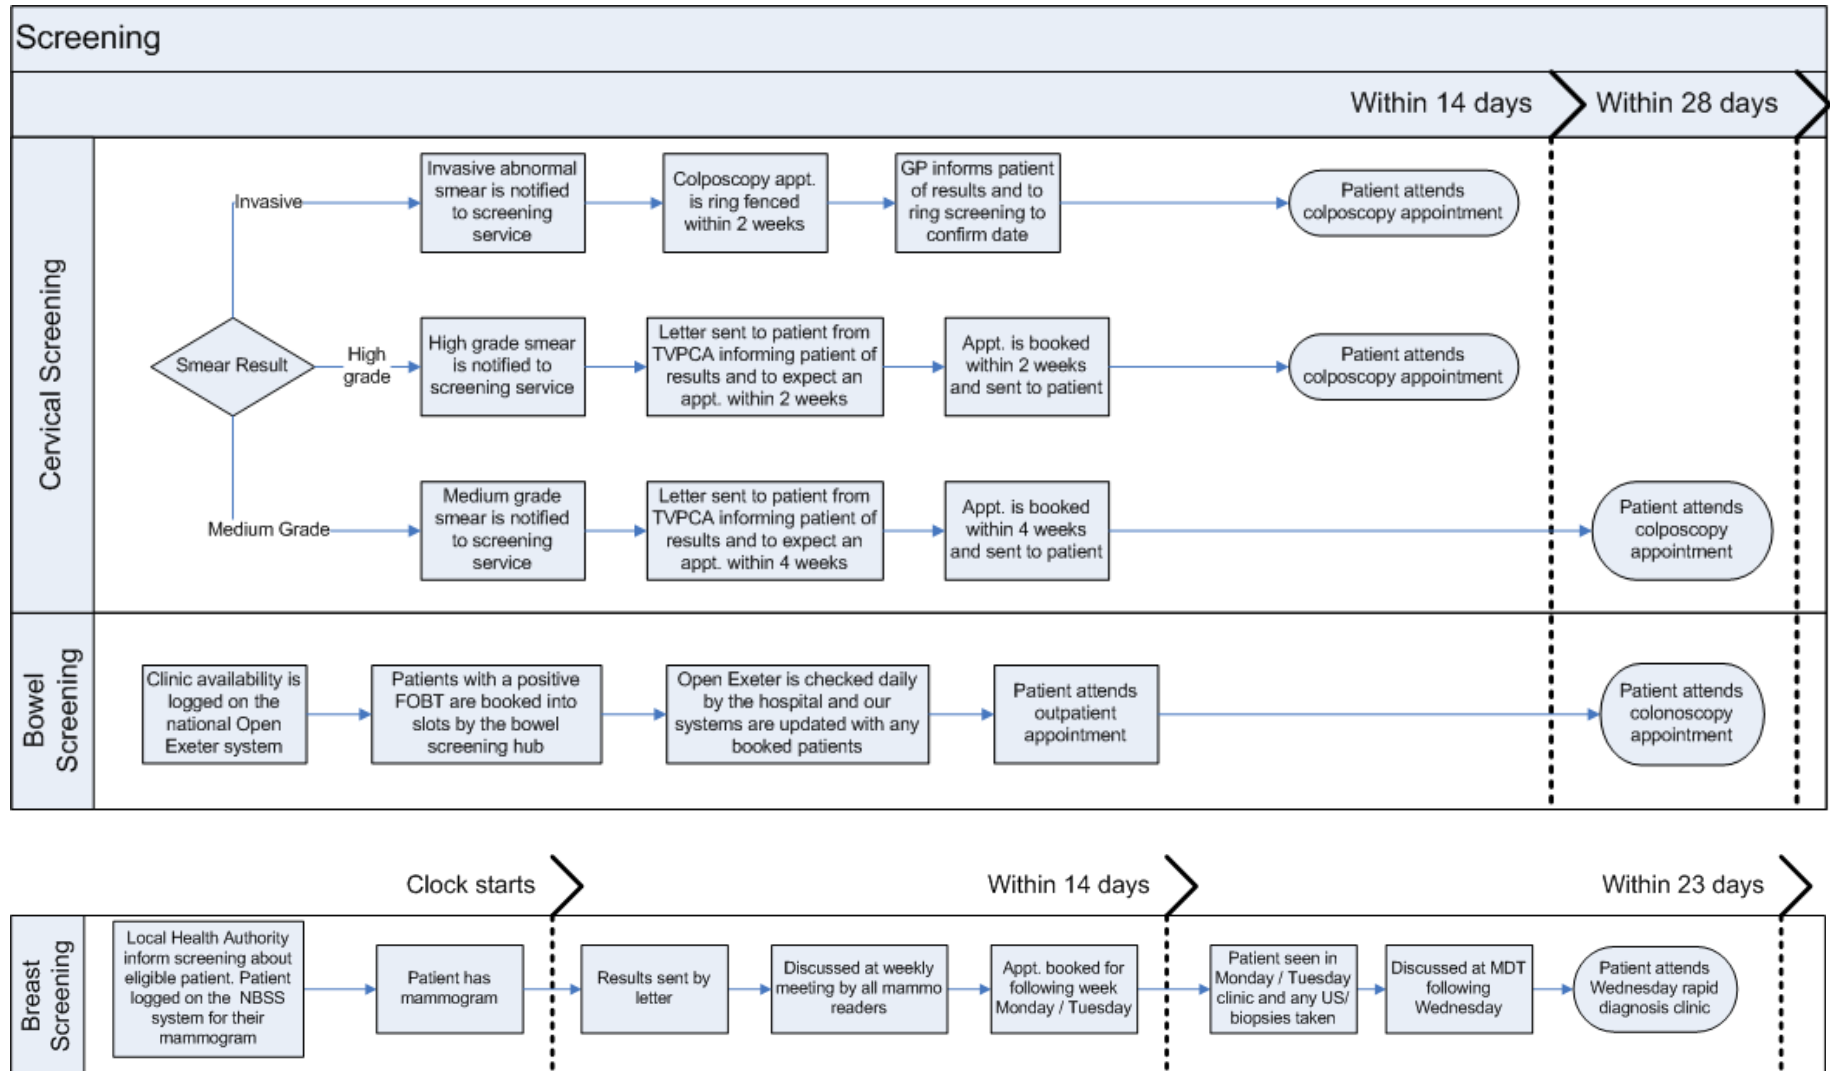 Screening
Within 14 days
Within 28 days
Cervical Screening
Smear Result
Invasive
Invasive abnormal
smear is notified
to screening
service
Colposcopy appt.
is ring fenced
within 2 weeks
GP informs patient
of results and to
ring screening to
confirm date
Patient attends
colposcopy appointment
High
grade
High grade smear
is notified to
screening service
Letter sent to patient from
TVPCA informing patient of
results and to expect an
appt. within 2 weeks
Appt. is booked
within 2 weeks
and sent to patient
Patient attends
colposcopy appointment
Medium Grade
Medium grade
smear is notified
to screening
service
Letter sent to patient from
TVPCA informing patient of
results and to expect an
appt. within 4 weeks
Appt. is booked
within 4 weeks
and sent to patient
Patient attends
colposcopy
appointment
Bowel
Screening
Clinic availability is
logged on the
national Open
Exeter system
Patients with a positive
FOBT are booked into
slots by the bowel
screening hub
Open Exeter is checked daily
by the hospital and our
systems are updated with any
booked patients
Patient attends
outpatient
appointment
Patient attends
colonoscopy
appointment
Clock starts
Within 14 days
Within 23 days
Breast
Screening
Local Health Authority
inform screening about
eligible patient. Patient
logged on the NBSS
system for their
mammogram
Patient has
mammogram
Results sent by
letter
Discussed at weekly
meeting by all mammo
readers
Appt. booked for
following week
Monday / Tuesday
Patient seen in
Monday / Tuesday
clinic and any US/
biopsies taken
Discussed at MDT
following
Wednesday
Patient attends
Wednesday rapid
diagnosis clinic